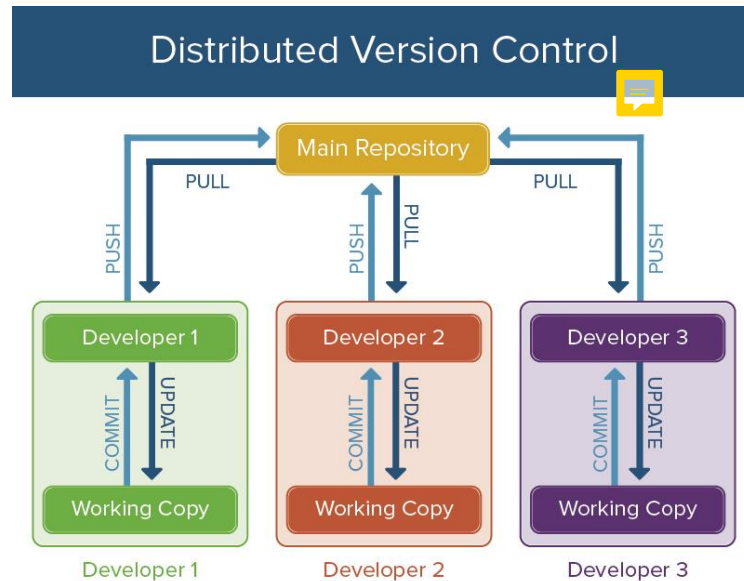 Distributed Version Control
Main Repository
PULL
PULL
PUSH
PUSH
PULL
PUSH
Developer 1
Developer 2
Developer 3
COMMIT
UPDATE
COMMIT
UPDATE
COMMIT
UPDATE
Working Copy
Working Copy
Working Copy
Developer 1
Developer 2
Developer 3